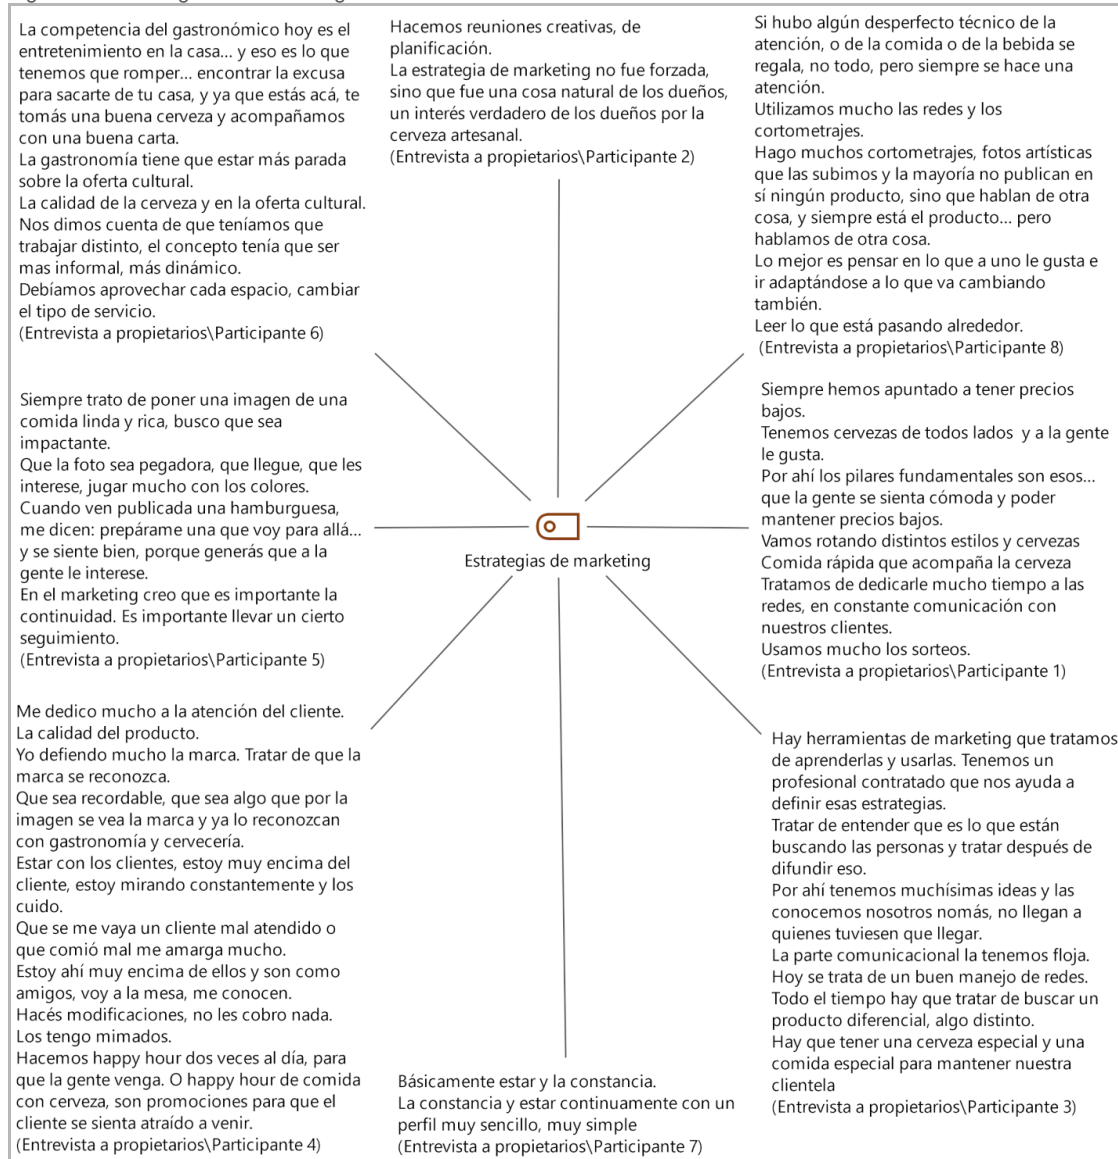 La competencia del gastronómico hoy es el
entretenimiento en la casa... y eso es lo que
tenemos que romper... encontrar la excusa
para sacarte de tu casa, y ya que estás acá, te
tomás una buena cerveza y acompañamos
con una buena carta.
La gastronomía tiene que estar más parada
sobre la oferta cultural.
La calidad de la cerveza y en la oferta cultural.
Nos dimos cuenta de que teníamos que
trabajar distinto, el concepto tenía que ser
mas informal, más dinámico.
Debíamos aprovechar cada espacio, cambiar
el tipo de servicio.
(Entrevista a propietarios\Participante 6)
Hacemos reuniones creativas, de
planificación.
La estrategia de marketing no fue forzada,
sino que fue una cosa natural de los dueños,
un interés verdadero de los dueños por la
cerveza artesanal.
(Entrevista a propietarios\Participante 2)
Si hubo algún desperfecto técnico de la
atención, o de la comida o de la bebida se
regala, no todo, pero siempre se hace una
atención.
Utilizamos mucho las redes y los
cortometrajes.
Hago muchos cortometrajes, fotos artísticas
que las subimos y la mayoría no publican en
sí ningún producto, sino que hablan de otra
cosa, y siempre está el producto... pero
hablamos de otra cosa.
Lo mejor es pensar en lo que a uno le gusta e
ir adaptándose a lo que va cambiando
también.
Leer lo que está pasando alrededor.
(Entrevista a propietarios\Participante 8)
Siempre trato de poner una imagen de una
comida linda y rica, busco que sea
impactante.
Que la foto sea pegadora, que llegue, que les
interese, jugar mucho con los colores.
Cuando ven publicada una hamburguesa,
me dicen: prepárame una que voy para allá...
y se siente bien, porque generás que a la
gente le interese.
En el marketing creo que es importante la
continuidad. Es importante llevar un cierto
seguimiento.
(Entrevista a propietarios\Participante 5)
Estrategias de marketing
Siempre hemos apuntado a tener precios
bajos.
Tenemos cervezas de todos lados y a la gente
le gusta.
Por ahí los pilares fundamentales son esos...
que la gente se sienta cómoda y poder
mantener precios bajos.
Vamos rotando distintos estilos y cervezas
Comida rápida que acompaña la cerveza
Tratamos de dedicarle mucho tiempo a las
redes, en constante comunicación con
nuestros clientes.
Usamos mucho los sorteos.
(Entrevista a propietarios\Participante 1)
Me dedico mucho a la atención del cliente.
La calidad del producto.
Yo defiendo mucho la marca. Tratar de que la
marca se reconozca.
Que sea recordable, que sea algo que por la
imagen se vea la marca y ya lo reconozcan
con gastronomía y cervecería.
Estar con los clientes, estoy muy encima del
cliente, estoy mirando constantemente y los
cuido.
Que se me vaya un cliente mal atendido o
que comió mal me amarga mucho.
Estoy ahí muy encima de ellos y son como
amigos, voy a la mesa, me conocen.
Hacés modificaciones, no les cobro nada.
Los tengo mimados.
Hacemos happy hour dos veces al día, para
que la gente venga. O happy hour de comida
con cerveza, son promociones para que el
cliente se sienta atraído a venir.
(Entrevista a propietarios\Participante 4)
Básicamente estar y la constancia.
La constancia y estar continuamente con un
perfil muy sencillo, muy simple
(Entrevista a propietarios\Participante 7)
Hay herramientas de marketing que tratamos
de aprenderlas y usarlas. Tenemos un
profesional contratado que nos ayuda a
definir esas estrategias.
Tratar de entender que es lo que están
buscando las personas y tratar después de
difundir eso.
Por ahí tenemos muchísimas ideas y las
conocemos nosotros nomás, no llegan a
quienes tuviesen que llegar.
La parte comunicacional la tenemos floja.
Hoy se trata de un buen manejo de redes.
Todo el tiempo hay que tratar de buscar un
producto diferencial, algo distinto.
Hay que tener una cerveza especial y una
comida especial para mantener nuestra
clientela
(Entrevista a propietarios\Participante 3)